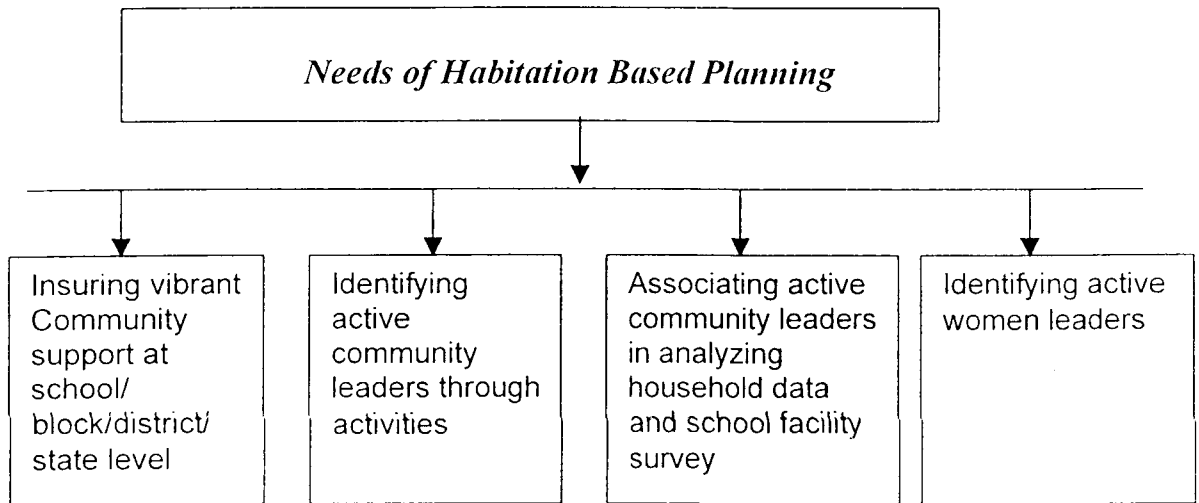 Needs of Habitation Based Planning
Insuring vibrant
Community
support at
school/
block/district/
state level
Identifying
active
community
leaders through
activities
Associating active
community leaders
in analyzing
household data
and school facility
survey
Identifying active
women leaders